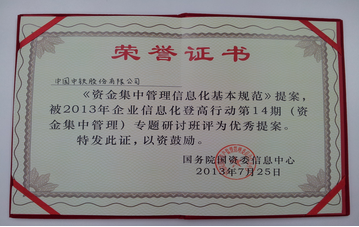 荣誉证书
中国中铁股份有限公司
《资金集中管理信息化基本规范》提案，
被2013年企业信息化登高行动第14期（资
金集中管理）专题研讨班评为优秀提案。
特发此证，以资鼓励。
国务院国资委信息中心
2013年7月25日